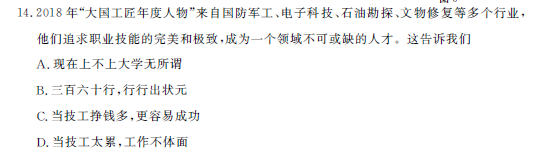 14. 2018 年“大国工匠年度人物”来自国防军工、电子科技、石油勘探、文物修复等多个行业，
他们追求职业技能的完美和极致，成为一个领域不可或缺的人才。这告诉我们
A. 现在上不上大学无所谓
B. 三百六十行，行行出状元
C. 当技工挣钱多，更容易成功
D. 当技工太累，工作不体面